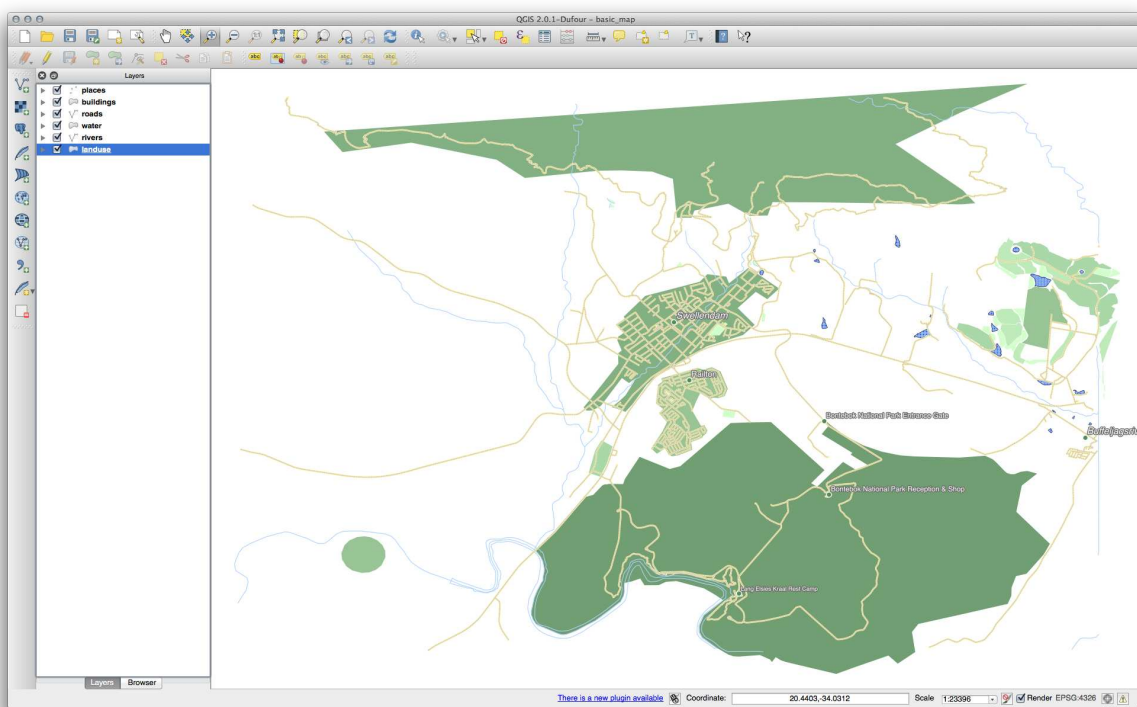 QGIS 2.0.1-Dufour - basic_map
Layers
places
buildings
roads
water
rivers
landuse
Swellendam
Railton
Bontebok National Park Entrance Gate
Buffeljagsriv
Bontebok National Park Reception & Shop
Lang Elsies Kraal Rest Camp
Layers Browser
There is a new plugin available Coordinate: 20.4403,-34.0312 Scale 1:23396 Render EPSG:4326